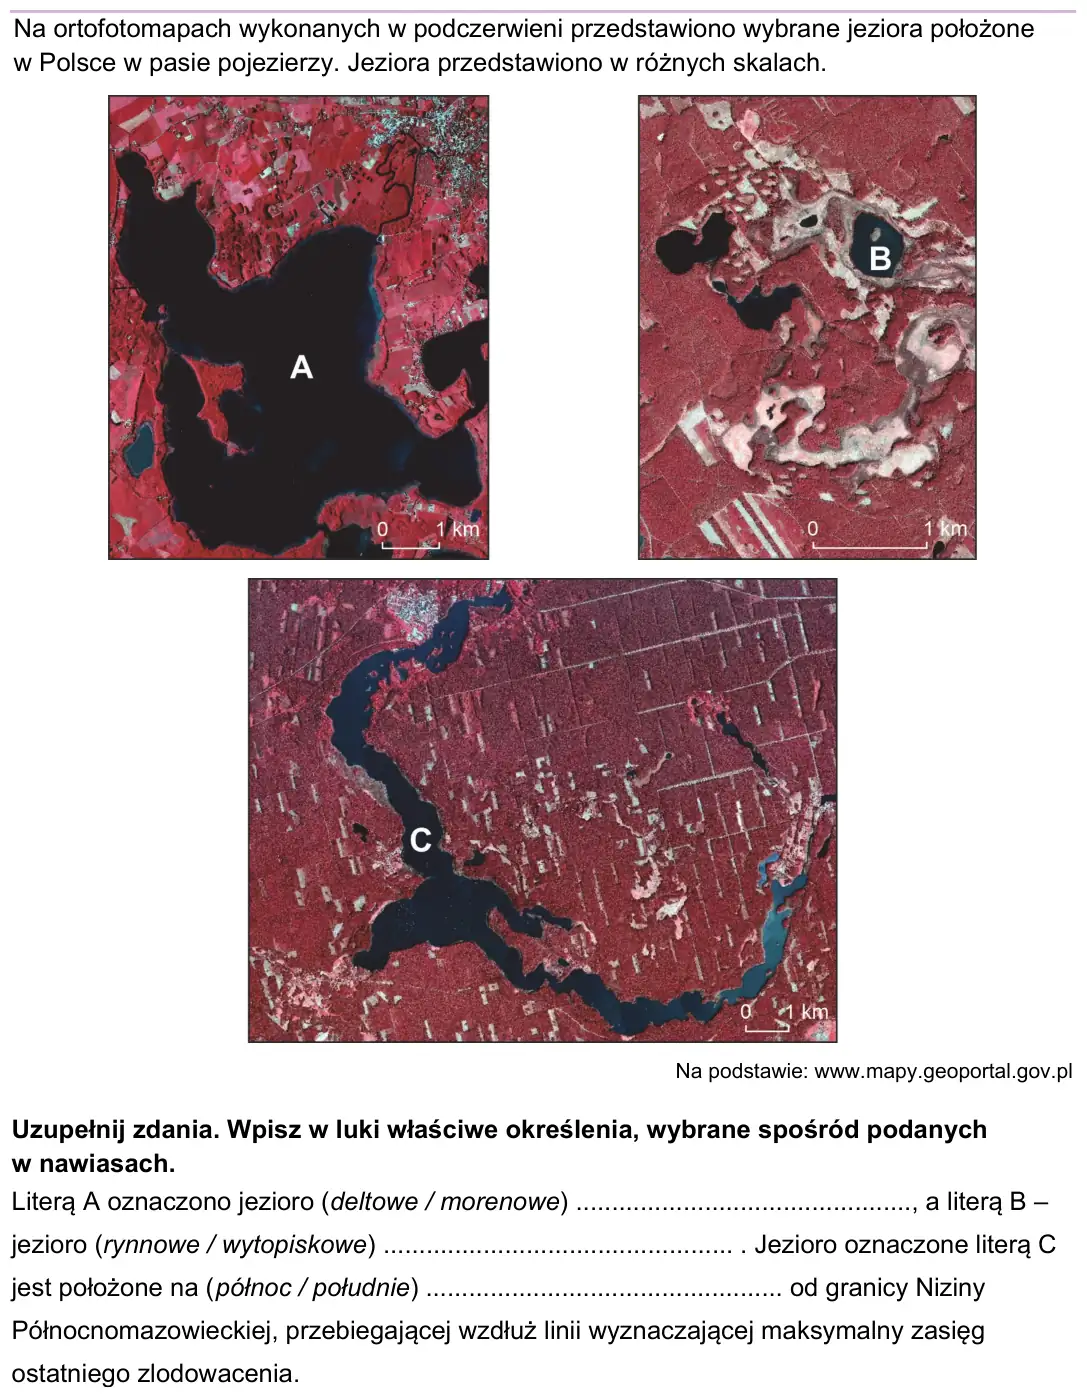 Na ortofotomapach wykonanych w podczerwieni przedstawiono wybrane jeziora położone
w Polsce w pasie pojezierzy. Jeziora przedstawiono w różnych skalach.
A
0 1 km
B
0 1 km
C
0 1 km
Na podstawie: www.mapy.geoportal.gov.pl
Uzupełnij zdania. Wpisz w luki właściwe określenia, wybrane spośród podanych
w nawiasach.
Literą A oznaczono jezioro (deltowe / morenowe) ..............................................., a literą B –
jezioro (rynnowe / wytopiskowe) ................................................. . Jezioro oznaczone literą C
jest położone na (północ / południe) .................................................. od granicy Niziny
Północnomazowieckiej, przebiegającej wzdłuż linii wyznaczającej maksymalny zasięg
ostatniego zlodowacenia.